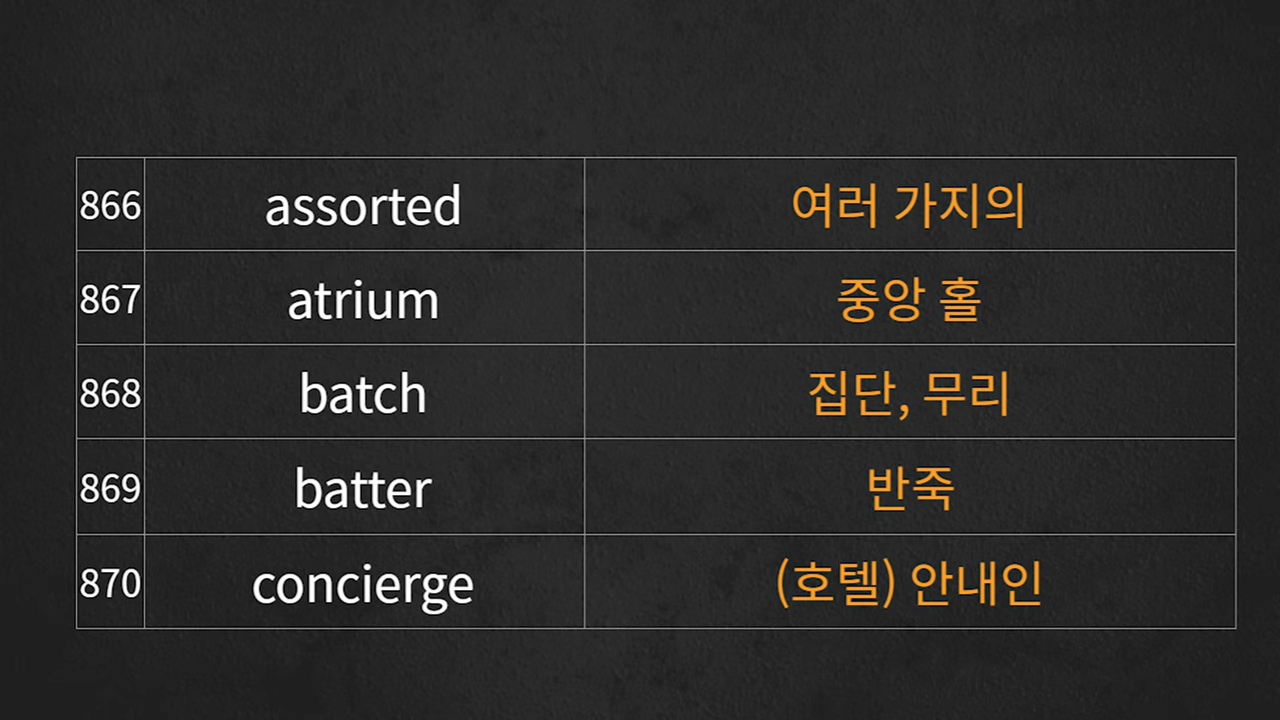 866 assorted 여러 가지의
867 atrium 중앙 홀
868 batch 집단, 무리
869 batter 반죽
870 concierge (호텔) 안내인